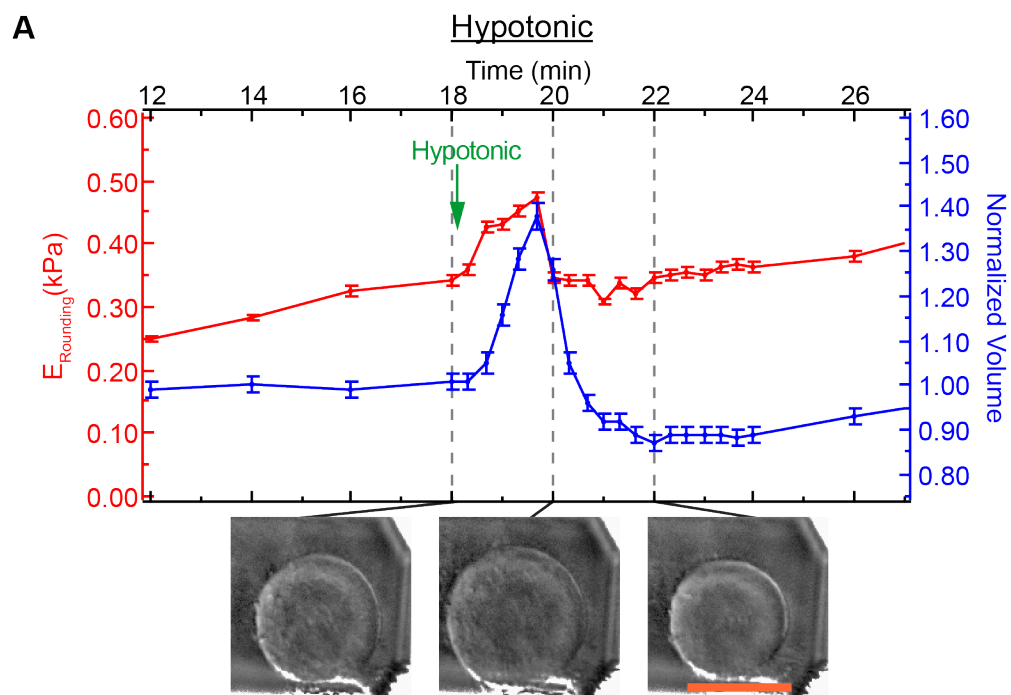 A
Hypotonic
Time (min)
12 14 16 18 20 22 24 26
0.60 1.60
Hypotonic
1.50
0.50
1.40
0.40
1.30
0.30
1.20
0.20
1.10
1.00
0.10
0.90
0.80
0.00
E Rounding (kPa)
Normalized Volume